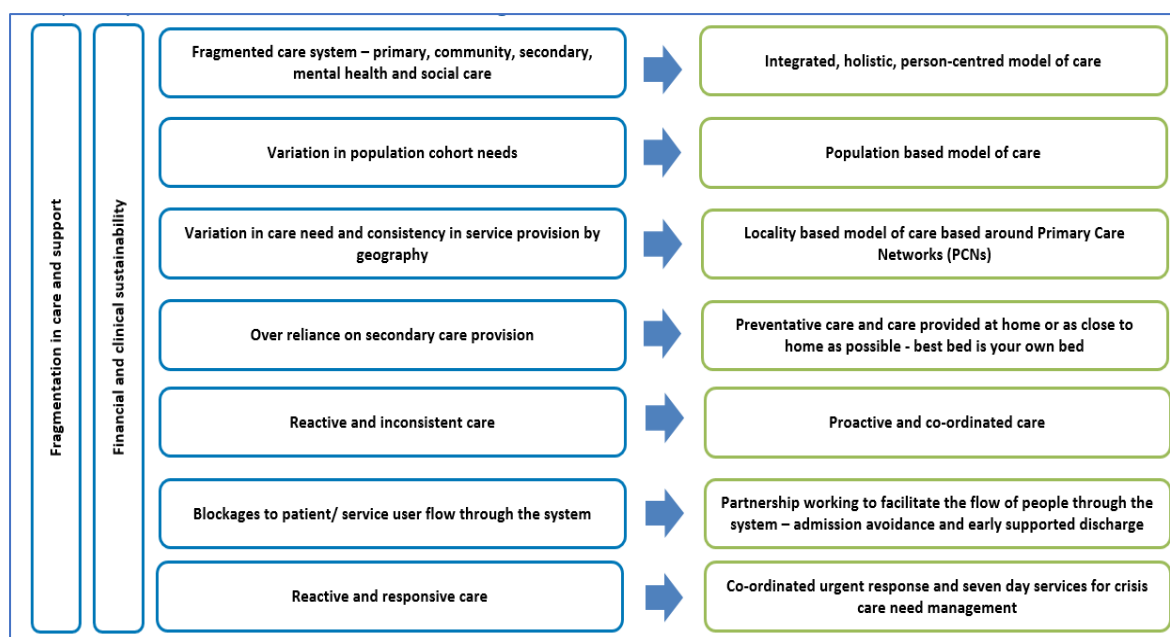 Fragmentation in care and support
Financial and clinical sustainability
Fragmented care system – primary, community, secondary,
mental health and social care
Integrated, holistic, person-centred model of care
Variation in population cohort needs
Population based model of care
Variation in care need and consistency in service provision by
geography
Locality based model of care based around Primary Care
Networks (PCNs)
Over reliance on secondary care provision
Preventative care and care provided at home or as close to
home as possible - best bed is your own bed
Reactive and inconsistent care
Proactive and co-ordinated care
Blockages to patient/ service user flow through the system
Partnership working to facilitate the flow of people through the
system – admission avoidance and early supported discharge
Reactive and responsive care
Co-ordinated urgent response and seven day services for crisis
care need management